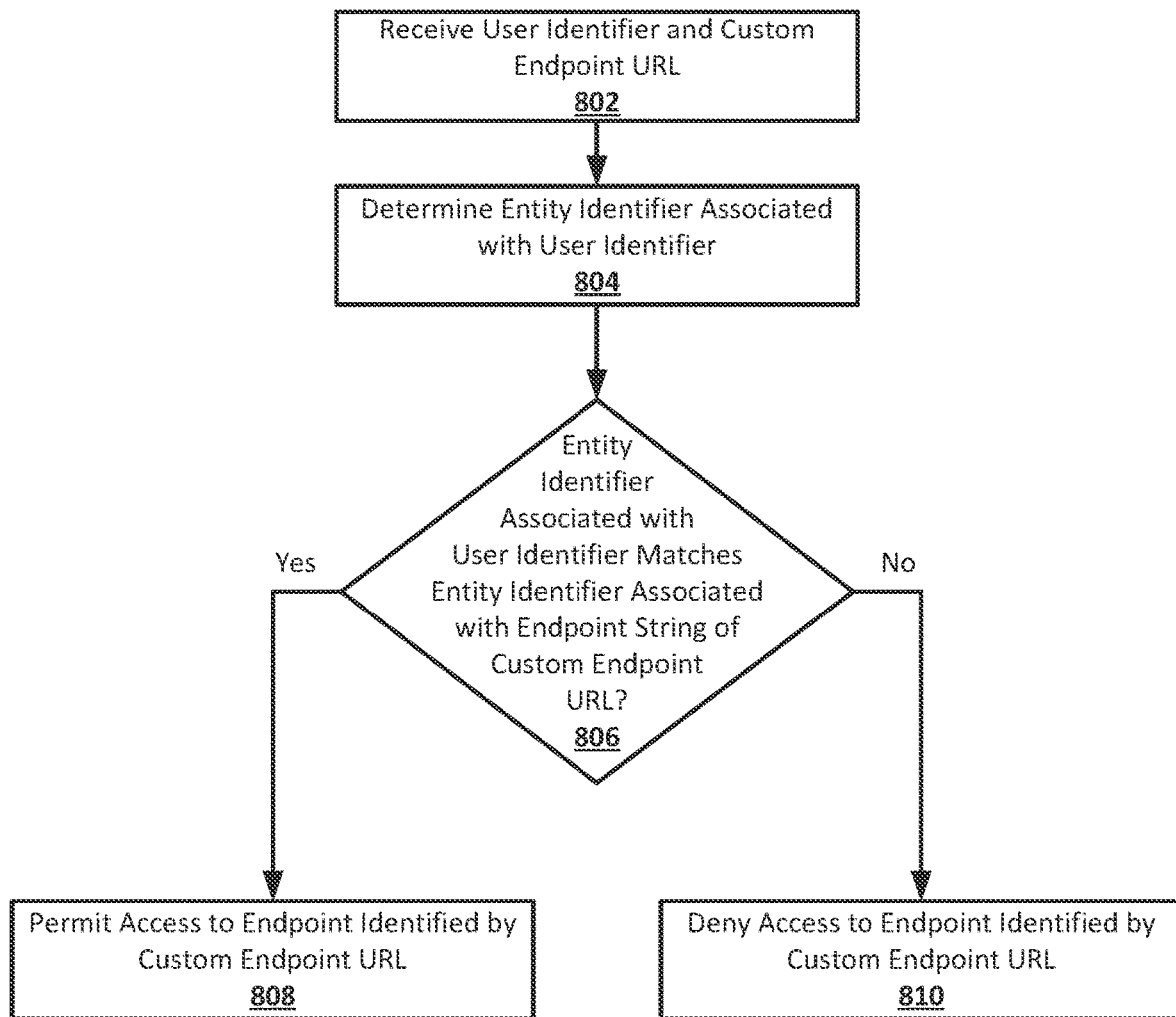 Receive User Identifier and Custom
Endpoint URL
802
Determine Entity Identifier Associated
with User Identifier
804
Entity
Identifier
Associated with
User Identifier Matches
Entity Identifier Associated
with Endpoint String of
Custom Endpoint
URL?
806
Yes
No
Permit Access to Endpoint Identified by
Custom Endpoint URL
808
Deny Access to Endpoint Identified by
Custom Endpoint URL
810